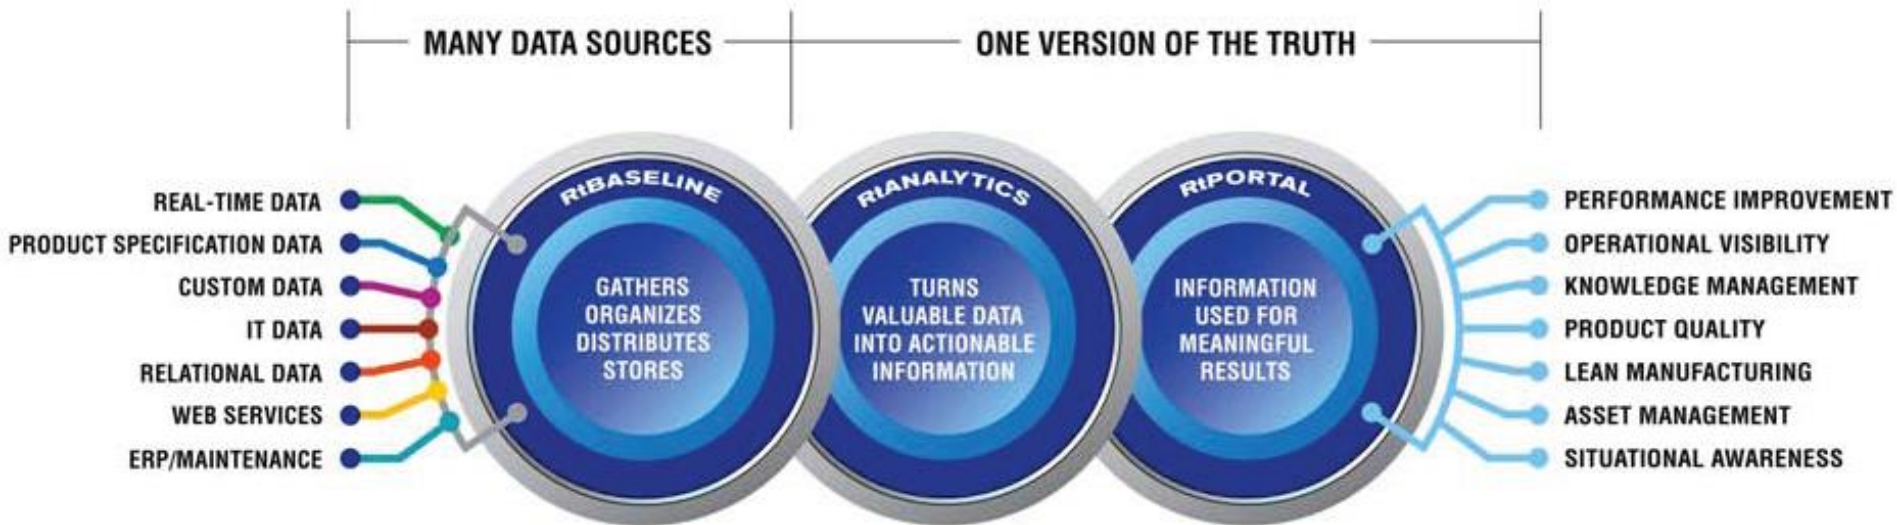 MANY DATA SOURCES
ONE VERSION OF THE TRUTH
REAL-TIME DATA
PRODUCT SPECIFICATION DATA
CUSTOM DATA
IT DATA
RELATIONAL DATA
WEB SERVICES
ERP/MAINTENANCE
RtBASELINE
GATHERS
ORGANIZES
DISTRIBUTES
STORES
RtANALYTICS
TURNS
VALUABLE DATA
INTO ACTIONABLE
INFORMATION
RtPORTAL
INFORMATION
USED FOR
MEANINGFUL
RESULTS
PERFORMANCE IMPROVEMENT
OPERATIONAL VISIBILITY
KNOWLEDGE MANAGEMENT
PRODUCT QUALITY
LEAN MANUFACTURING
ASSET MANAGEMENT
SITUATIONAL AWARENESS